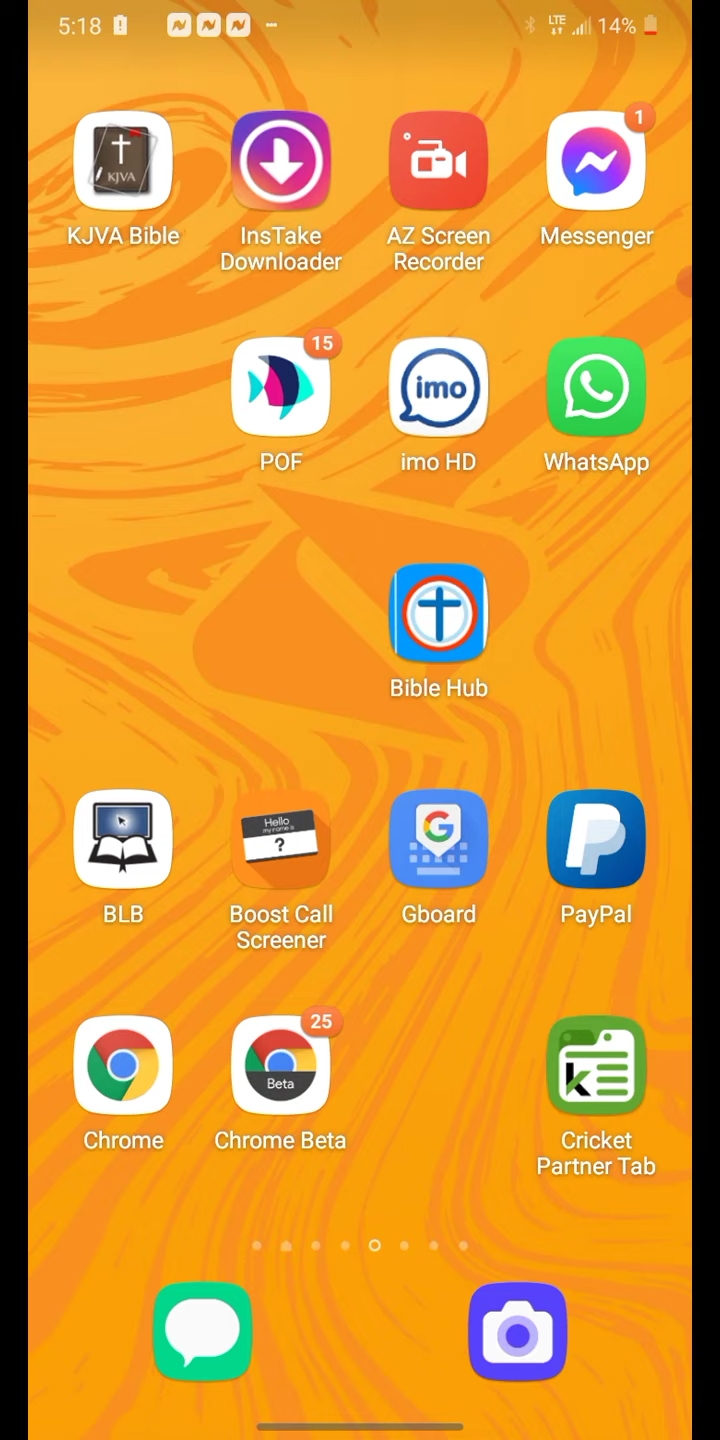 5:18
LTE
14%
KJVA
1
KJVA Bible
InsTake
Downloader
AZ Screen
Recorder
Messenger
15
imo
POF
imo HD
WhatsApp
Bible Hub
Hello
my name is
?
G
BLB
Boost Call
Screener
Gboard
PayPal
25
Beta
k
Chrome
Chrome Beta
Cricket
Partner Tab